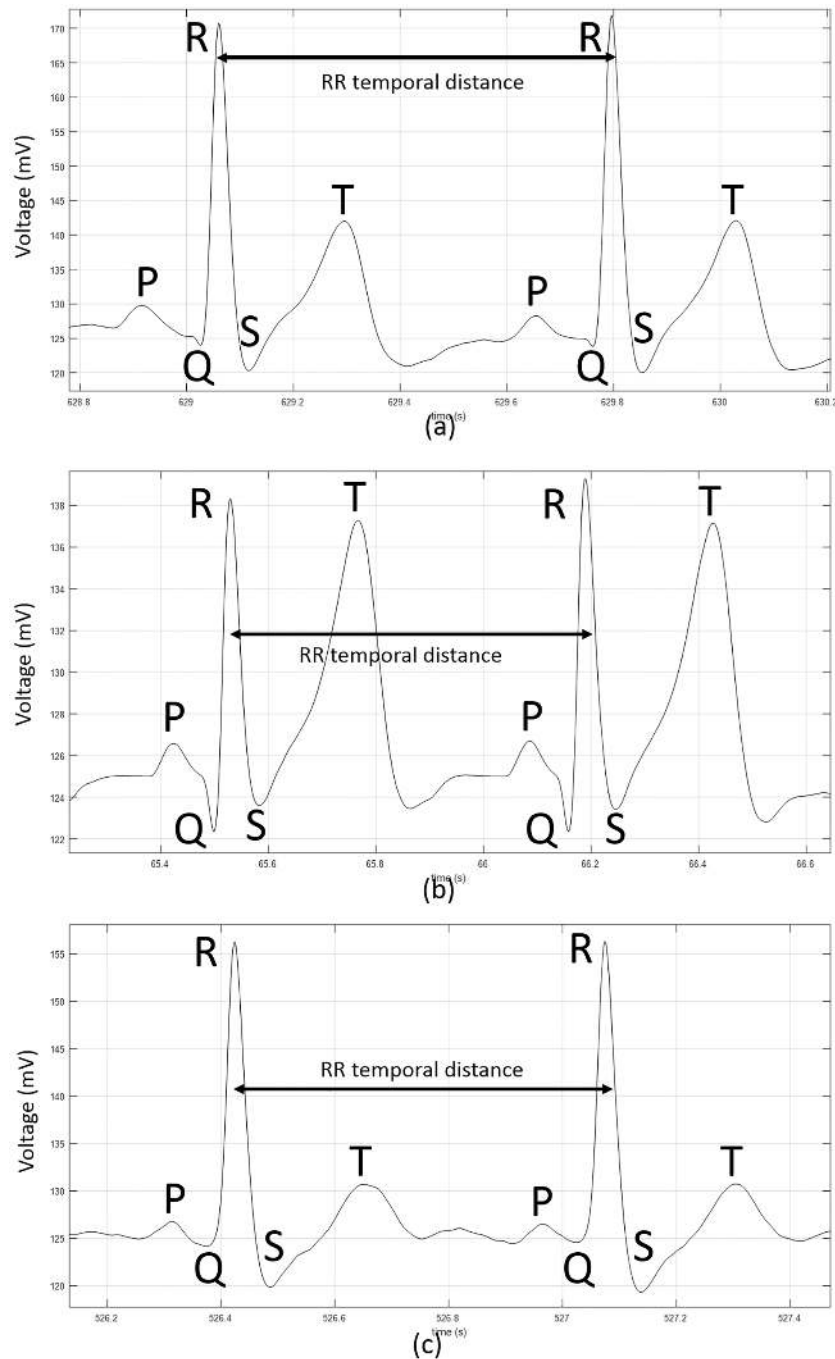 170
165
160
155
150
145
140
135
130
125
120
Voltage (mV)
R
R
RR temporal distance
T
T
P
P
S
S
Q
Q
628.8
629
629.2
629.4
629.6
629.8
630
630.2
time (s)
(a)
138
136
134
132
130
128
126
124
122
Voltage (mV)
R
T
R
T
RR temporal distance
P
P
Q
S
Q
S
65.4
65.6
65.8
66
66.2
66.4
66.6
time (s)
(b)
155
150
145
140
135
130
125
120
Voltage (mV)
R
R
RR temporal distance
T
T
P
P
S
S
Q
Q
526.2
526.4
526.6
526.8
527
527.2
527.4
time (s)
(c)